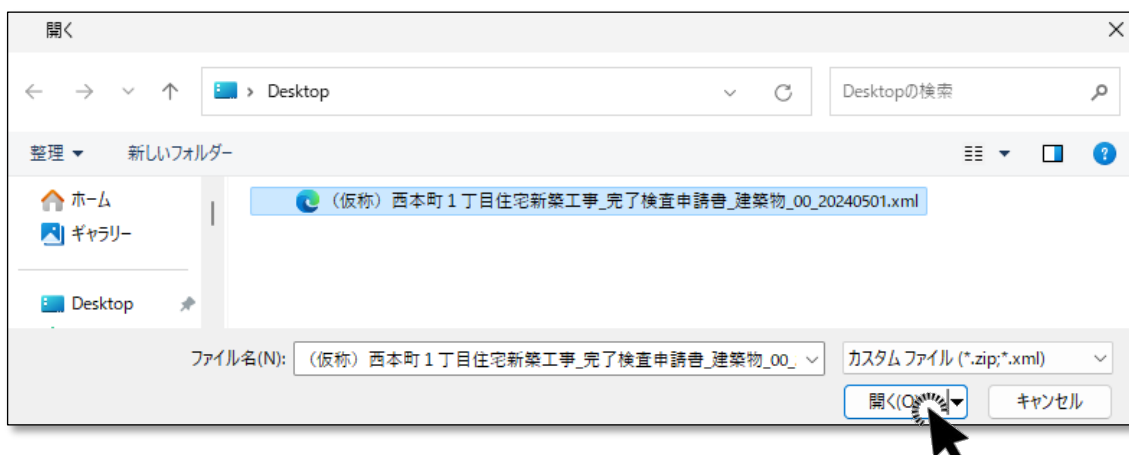 開く
Desktop
Desktopの検索
整理
新しいフォルダー
ホーム
ギャラリー
Desktop
（仮称）西本町１丁目住宅新築工事_完了検査申請書_建築物_00_20240501.xml
ファイル名(N):
（仮称）西本町１丁目住宅新築工事_完了検査申請書_建築物_00_
カスタム ファイル (*.zip;*.xml)
開く(O)
キャンセル